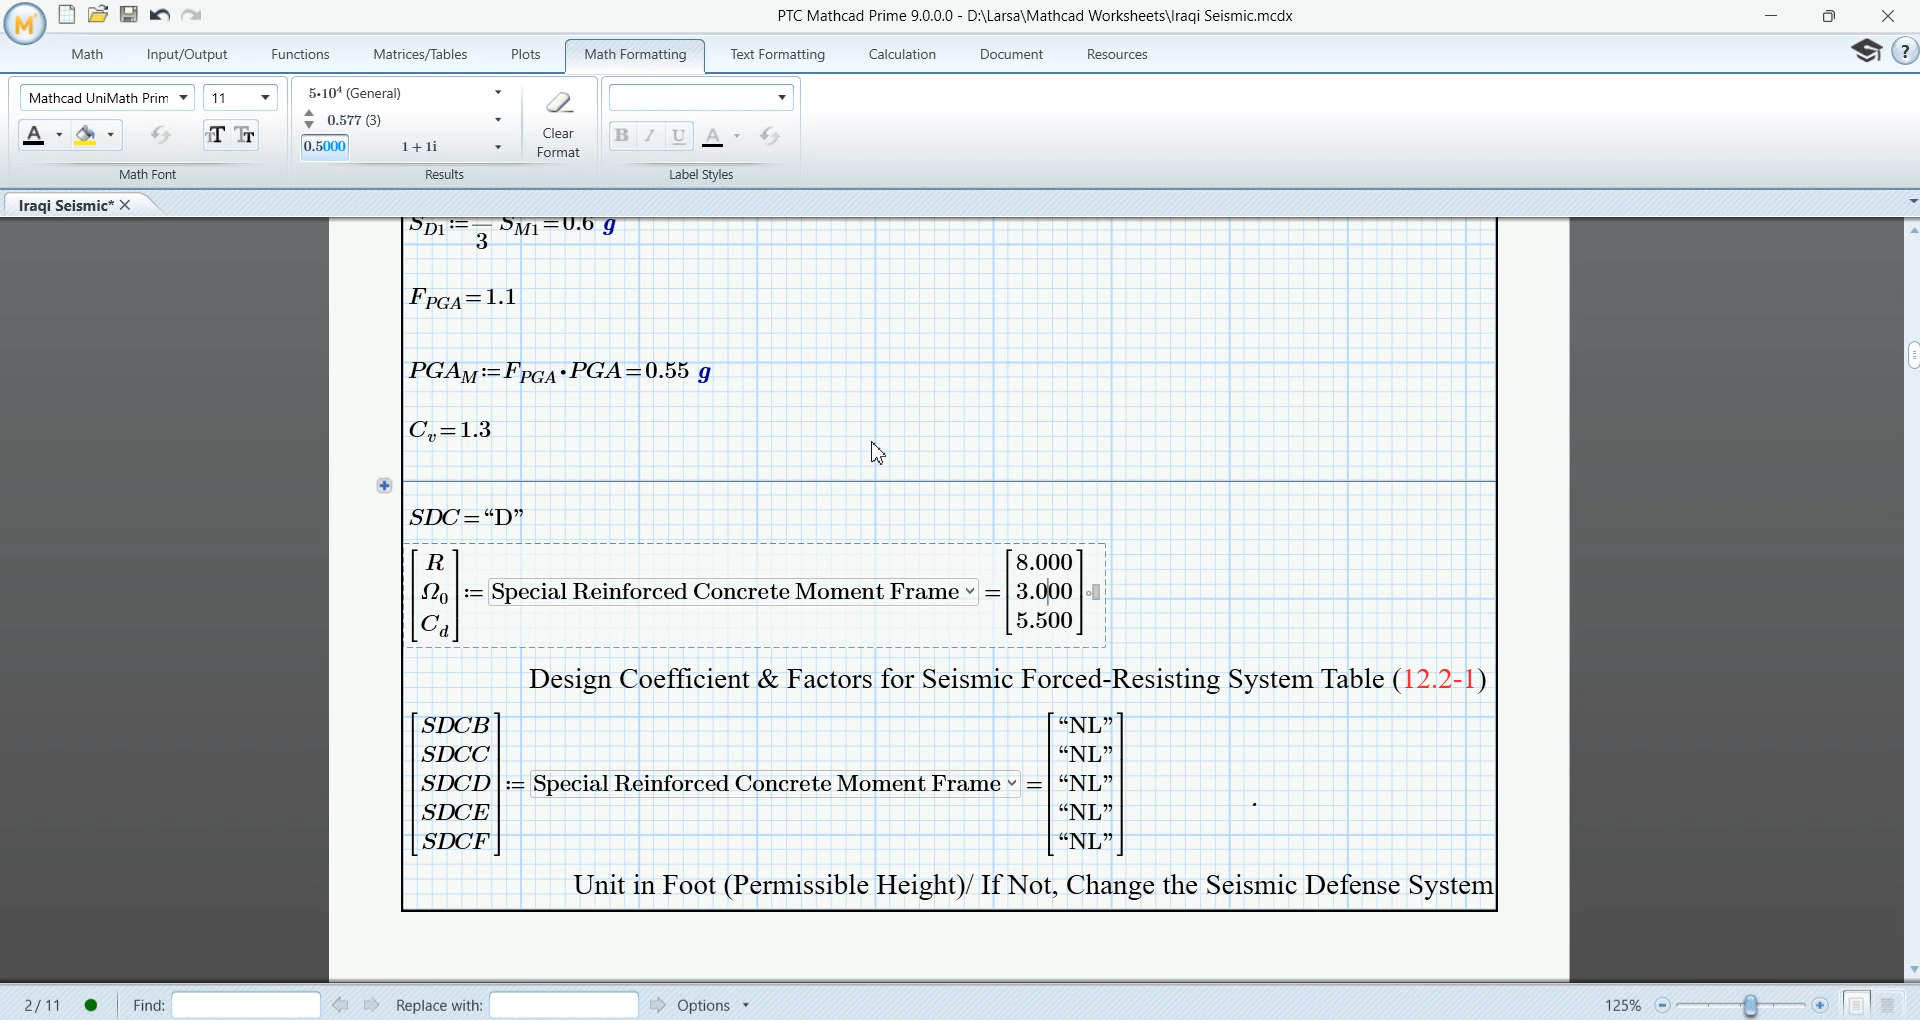 PTC Mathcad Prime 9.0.0.0 - D:\Larsa\Mathcad Worksheets\Iraqi Seismic.mcdx
Math Input/Output Functions Matrices/Tables Plots Math Formatting Text Formatting Calculation Document Resources
Mathcad UniMath Prim 11
5·10⁴ (General)
0.577 (3)
0.5000 1+1i
Clear Format
B I U A
Math Font Results Label Styles
Iraqi Seismic*
S_D1 := — S_M1 = 0.6 g
3
F_PGA = 1.1
PGA_M := F_PGA · PGA = 0.55 g
C_v = 1.3
SDC = “D”
[R Ω₀ C_d] := Special Reinforced Concrete Moment Frame = [8.000 3.000 5.500]
Design Coefficient & Factors for Seismic Forced-Resisting System Table (12.2-1)
[SDCB SDCC SDCD SDCE SDCF] := Special Reinforced Concrete Moment Frame = [“NL” “NL” “NL” “NL” “NL”] .
Unit in Foot (Permissible Height)/ If Not, Change the Seismic Defense System
2 / 11 Find: Replace with: Options 125%